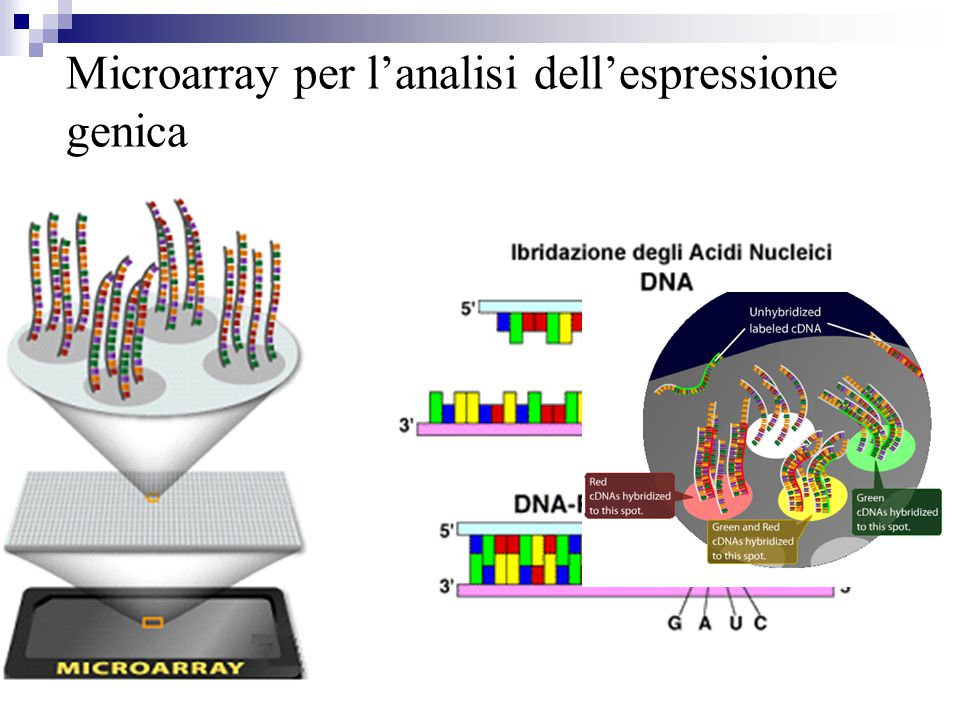 Microarray per l’analisi dell’espressione
genica
Ibridazione degli Acidi Nucleici
DNA
5'
3'
Unhybridized
labeled cDNA
Red
cDNAs hybridized
to this spot.
Green and Red
cDNAs hybridized
to this spot.
Green
cDNAs hybridized
to this spot.
5'
3'
G A U C
MICROARRAY